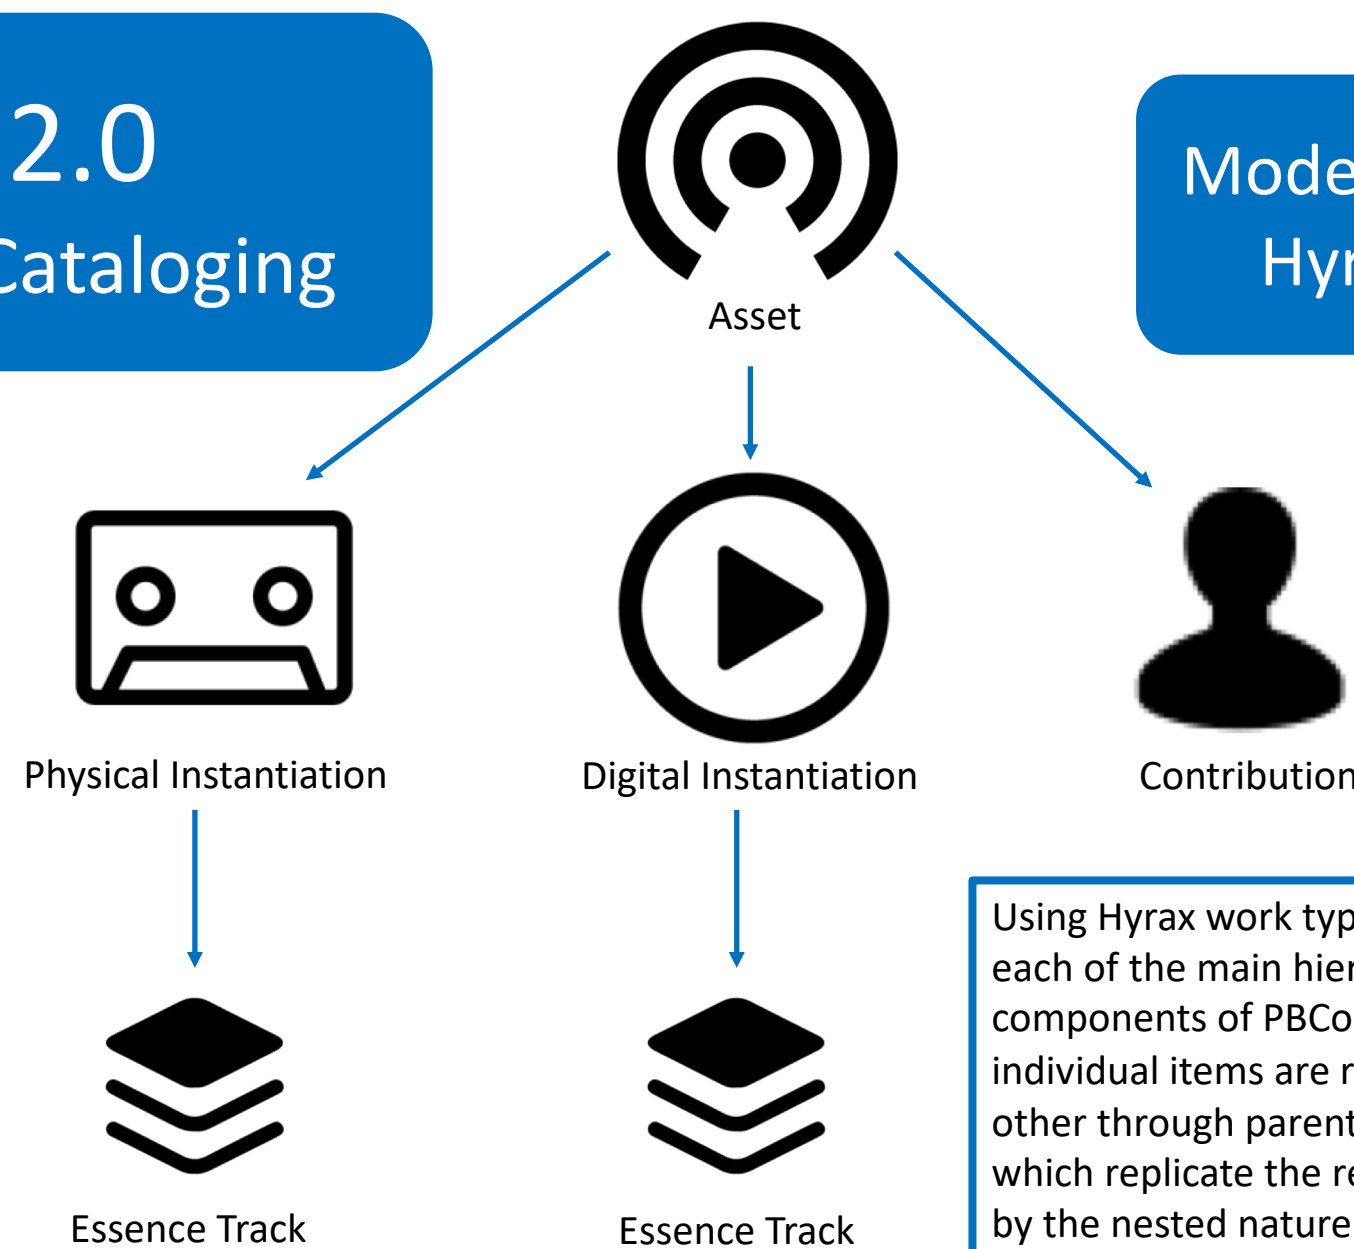 2.0
Cataloging
Asset
Mode
Hyr
Physical Instantiation
Digital Instantiation
Contribution
Using Hyrax work typ
each of the main hier
components of PBCo
individual items are r
other through parent
which replicate the re
by the nested nature
Essence Track
Essence Track